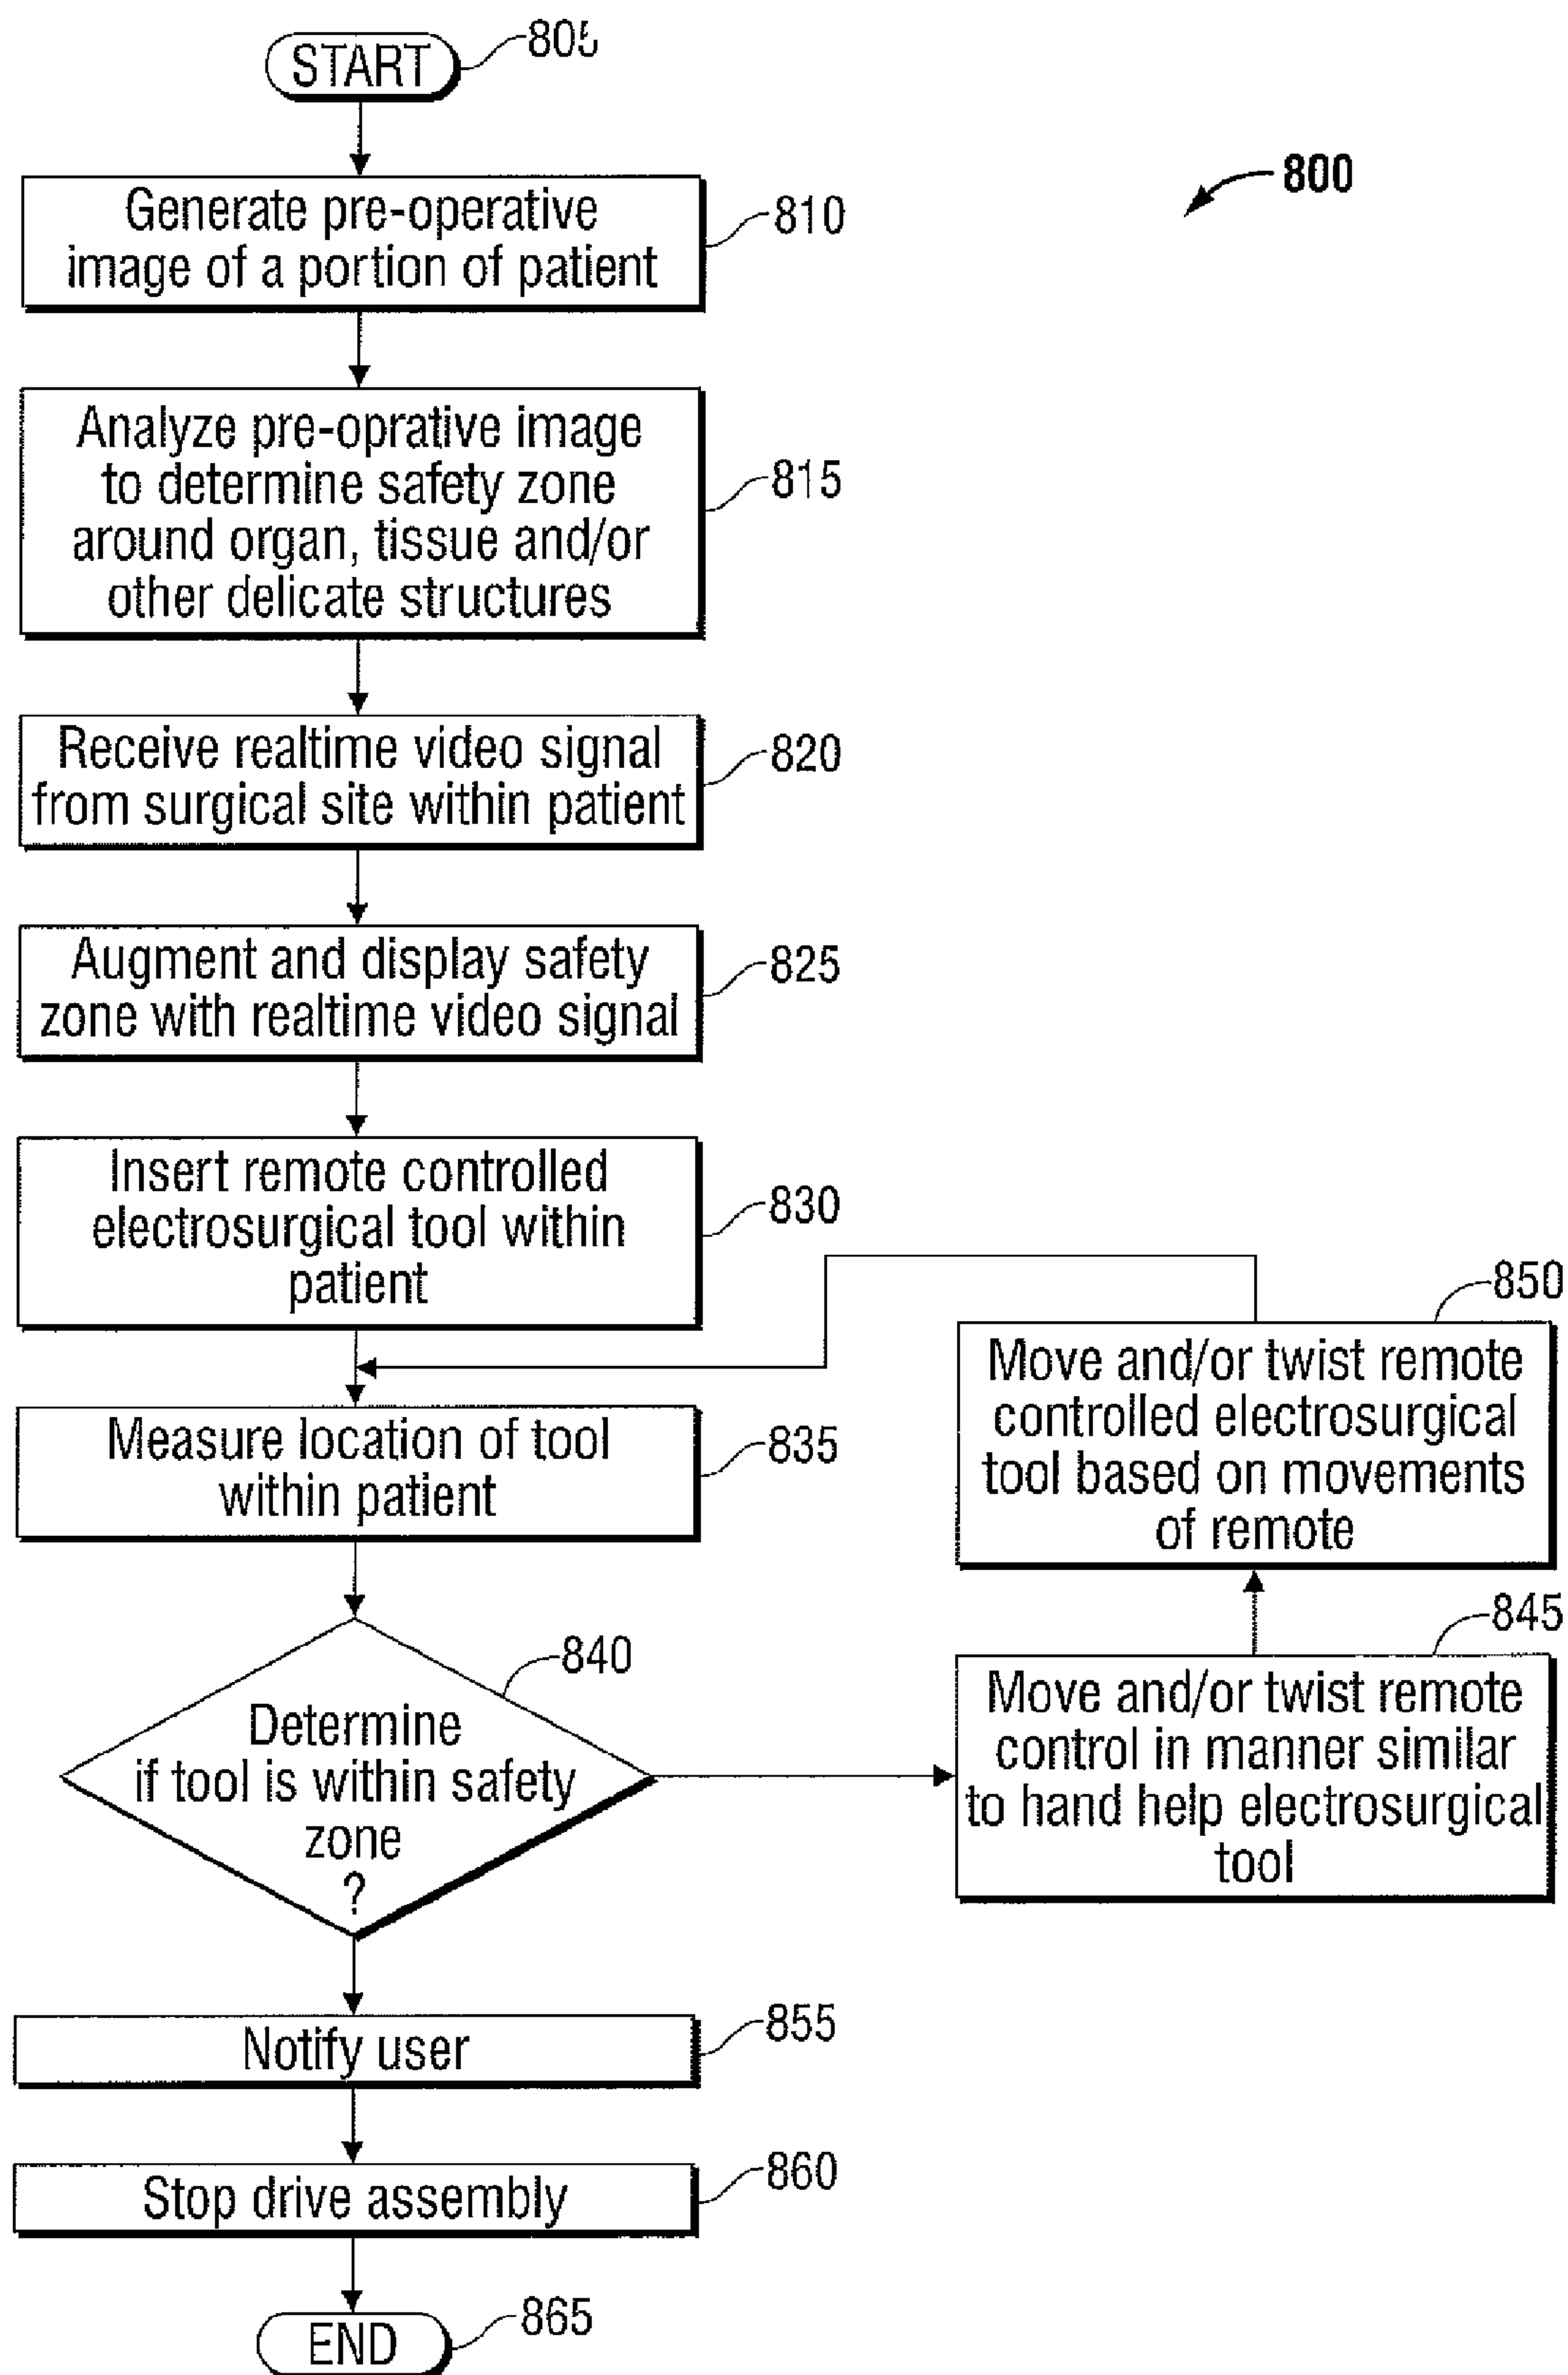 START
805
800
Generate pre-operative
image of a portion of patient
810
Analyze pre-oprative image
to determine safety zone
around organ, tissue and/or
other delicate structures
815
Receive realtime video signal
from surgical site within patient
820
Augment and display safety
zone with realtime video signal
825
Insert remote controlled
electrosurgical tool within
patient
830
Measure location of tool
within patient
835
Determine
if tool is within safety
zone
?
840
850
Move and/or twist remote
controlled electrosurgical
tool based on movements
of remote
845
Move and/or twist remote
control in manner similar
to hand help electrosurgical
tool
Notify user
855
Stop drive assembly
860
END
865